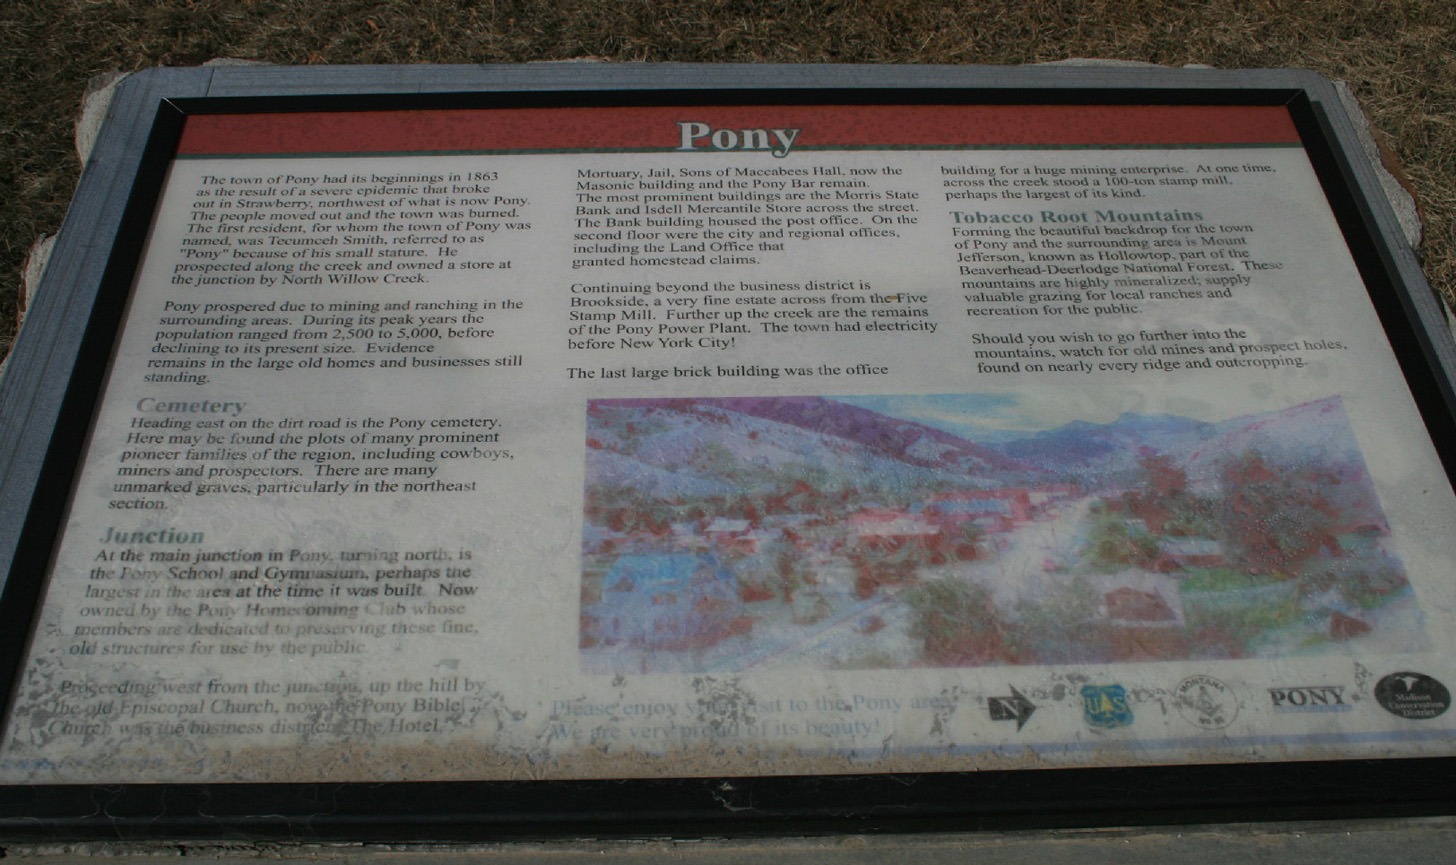 Pony
The town of Pony had its beginnings in 1863
as the result of a severe epidemic that broke
out in Strawberry, northwest of what is now Pony.
The people moved out and the town was burned.
The first resident, for whom the town of Pony was
named, was Tecumceh Smith, referred to as
"Pony" because of his small stature. He
prospected along the creek and owned a store at
the junction by North Willow Creek.
Pony prospered due to mining and ranching in the
surrounding areas. During its peak years the
population ranged from 2,500 to 5,000, before
declining to its present size. Evidence
remains in the large old homes and businesses still
standing.
Cemetery
Heading east on the dirt road is the Pony cemetery.
Here may be found the plots of many prominent
pioneer families of the region, including cowboys,
miners and prospectors. There are many
unmarked graves, particularly in the northeast
section.
Junction
At the main junction in Pony, turning north, is
the Pony School and Gymnasium, perhaps the
largest in the area at the time it was built. Now
owned by the Pony Homecoming Club whose
members are dedicated to preserving these fine,
old structures for use by the public.
Proceeding west from the junction, up the hill by
the old Episcopal Church, now the Pony Bible
Church was the business district. The Hotel,
Mortuary, Jail, Sons of Maccabees Hall, now the
Masonic building and the Pony Bar remain.
The most prominent buildings are the Morris State
Bank and Isdell Mercantile Store across the street.
The Bank building housed the post office. On the
second floor were the city and regional offices,
including the Land Office that
granted homestead claims.
Continuing beyond the business district is
Brookside, a very fine estate across from the Five
Stamp Mill. Further up the creek are the remains
of the Pony Power Plant. The town had electricity
before New York City!
The last large brick building was the office
building for a huge mining enterprise. At one time,
across the creek stood a 100-ton stamp mill,
perhaps the largest of its kind.
Tobacco Root Mountains
Forming the beautiful backdrop for the town
of Pony and the surrounding area is Mount
Jefferson, known as Hollowtop, part of the
Beaverhead-Deerlodge National Forest. These
mountains are highly mineralized; supply
valuable grazing for local ranches and
recreation for the public.
Should you wish to go further into the
mountains, watch for old mines and prospect holes,
found on nearly every ridge and outcropping.
Please enjoy your visit to the Pony area
We are very proud of its beauty!
N
UAS
MONTANA
PONY
Madison
Conservation
District